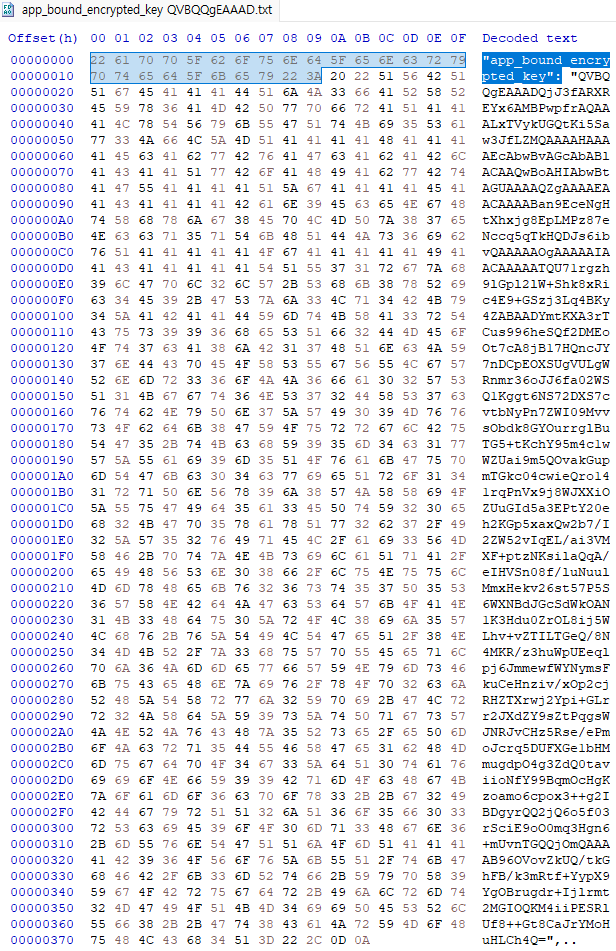 app_bound_encrypted_key QVBQQgEAAAD.txt
Offset(h) 00 01 02 03 04 05 06 07 08 09 0A 0B 0C 0D 0E 0F Decoded text
00000000 22 61 70 70 5F 62 6F 75 6E 64 5F 65 6E 63 72 79 "app_bound_encry
00000010 70 74 65 64 5F 6B 65 79 22 3A 20 22 51 56 42 51 pted_key": "QVBQ
00000020 51 67 45 41 41 41 44 51 6A 4A 33 66 41 52 58 52 QgEAAADQjJ3fARXR
00000030 45 59 78 36 41 4D 42 50 77 70 66 72 41 51 41 41 EYx6AMBPwpfrAQAA
00000040 41 4C 78 54 56 79 6B 55 47 51 74 4B 69 35 53 61 ALxTVykUGQtKi5Sa
00000050 77 33 4A 66 4C 5A 4D 51 41 41 41 41 48 41 41 41 w3JfLZMQAAAAHAAA
00000060 41 45 63 41 62 77 42 76 41 47 63 41 62 41 42 6C AEcAbwBvAGcAbABl
00000070 41 43 41 41 51 77 42 6F 41 48 49 41 62 77 42 74 ACAAQwBoAHIAbwBt
00000080 41 47 55 41 41 41 41 51 5A 67 41 41 41 41 45 41 AGUAAAAQZgAAAAEA
00000090 41 43 41 41 41 41 42 61 6E 39 45 63 65 4E 67 48 ACAAAABan9EceNgH
000000A0 74 58 68 78 6A 67 38 45 70 4C 4D 50 7A 38 37 65 tXhxjg8EpLMPz87e
000000B0 4E 63 63 71 35 71 54 6B 48 51 44 4A 73 36 69 62 Nccq5qTkHQDJs6ib
000000C0 76 51 41 41 41 41 41 4F 67 41 41 41 41 41 49 41 vQAAAAAOgAAAAAIA
000000D0 41 43 41 41 41 41 41 54 51 55 37 31 72 67 7A 68 ACAAAAATQU71rgzh
000000E0 39 6C 47 70 6C 32 6C 57 2B 53 68 6B 38 78 52 69 9lGpl2lW+Shk8xRi
000000F0 63 34 45 39 2B 47 53 7A 6A 33 4C 71 34 42 4B 79 c4E9+GSzj3Lq4BKy
00000100 34 5A 41 42 41 41 44 59 6D 74 4B 58 41 33 72 54 4ZABAADYmtKXA3rT
00000110 43 75 73 39 39 36 68 65 53 51 66 32 44 4D 45 6F Cus996heSQf2DMEo
00000120 4F 74 37 63 41 38 6A 42 31 37 48 51 6E 63 4A 59 Ot7cA8jB17HQncJY
00000130 37 6E 44 43 70 45 4F 58 53 55 67 56 55 4C 67 57 7nDCpEOXSUgVULgW
00000140 52 6E 6D 72 33 36 6F 4A 4A 36 66 61 30 32 57 53 Rnmr36oJJ6fa02WS
00000150 51 31 4B 67 67 74 36 4E 53 37 32 44 58 53 37 63 Q1Kggt6NS72DXS7c
00000160 76 74 62 4E 79 50 6E 37 5A 57 49 30 39 4D 76 76 vtbNyPn7ZWI09Mvv
00000170 73 4F 62 64 6B 38 47 59 4F 75 72 72 67 6C 42 75 sObdk8GYOurrglBu
00000180 54 47 35 2B 74 4B 63 68 59 39 35 6D 34 63 31 77 TG5+tKchY95m4c1w
00000190 57 5A 55 61 69 39 6D 35 51 4F 76 61 6B 47 75 70 WZUai9m5QOvakGup
000001A0 6D 54 47 6B 63 30 34 63 77 69 65 51 72 6F 31 34 mTGkc04cwieQro14
000001B0 31 72 71 50 6E 56 78 39 6A 38 57 4A 58 58 69 4F 1rqPnVx9j8WJXXiO
000001C0 5A 55 75 47 49 64 35 61 33 45 50 74 59 32 30 65 ZUuGId5a3EPtY20e
000001D0 68 32 4B 47 70 35 78 61 78 51 77 32 62 37 2F 49 h2KGp5xaxQw2b7/I
000001E0 32 5A 57 35 32 76 49 71 45 4C 2F 61 69 33 56 4D 2ZW52vIqEL/ai3VM
000001F0 58 46 2B 70 74 7A 4E 4B 73 69 6C 61 51 71 41 2F XF+ptzNKsilaQqA/
00000200 65 49 48 56 53 6E 30 38 66 2F 6C 75 4E 75 75 6C eIHVSn08f/luNuul
00000210 4D 6D 78 48 65 6B 76 32 36 73 74 35 37 50 35 53 MmxHekv26st57P5S
00000220 36 57 58 4E 42 64 4A 47 63 53 64 57 6B 4F 41 4E 6WXNBdJGcSdWkOAN
00000230 31 4B 33 48 64 75 30 5A 72 4F 4C 38 69 6A 35 57 1K3Hdu0ZrOL8ij5W
00000240 4C 68 76 2B 76 5A 54 49 4C 54 47 65 51 2F 38 4E Lhv+vZTILTGeQ/8N
00000250 34 4D 4B 52 2F 7A 33 68 75 57 70 55 45 65 71 6C 4MKR/z3huWpUEeql
00000260 70 6A 36 4A 6D 6D 65 77 66 57 59 4E 79 6D 73 46 pj6JmmewfWYNymsF
00000270 6B 75 43 65 48 6E 7A 69 76 2F 78 4F 70 32 63 6A kuCeHnziv/xOp2cj
00000280 52 48 5A 54 58 72 77 6A 32 59 70 69 2B 47 4C 72 RHZTXrwj2Ypi+GLr
00000290 72 32 4A 58 64 5A 59 39 73 5A 74 50 71 67 73 57 r2JXdZY9sZtPqgsW
000002A0 4A 4E 52 4A 76 43 48 7A 35 52 73 65 2F 65 50 6D JNRJvCHz5Rse/ePm
000002B0 6F 4A 63 72 71 35 44 55 46 58 47 65 31 62 48 4D oJcrq5DUFXGe1bHM
000002C0 6D 75 67 64 70 4F 34 67 33 5A 64 51 30 74 61 76 mugdpO4g3ZdQ0tav
000002D0 69 69 6F 4E 66 59 39 39 42 71 6D 4F 63 48 67 4B iioNfY99BqmOcHgK
000002E0 7A 6F 61 6D 6F 36 63 70 6F 78 33 2B 2B 67 32 49 zoamo6cpox3++g2I
000002F0 42 44 67 79 72 51 51 32 6A 51 36 6F 35 66 30 33 BDgyrQQ2jQ6o5f03
00000300 72 53 63 69 45 39 6F 4F 30 6D 71 33 48 67 6E 36 rSciE9oO0mq3Hgn6
00000310 2B 6D 55 76 6E 54 47 51 51 6A 4F 6D 51 41 41 41 +mUvnTGQQjOmQAAA
00000320 41 42 39 36 4F 56 6F 76 5A 6B 55 51 2F 74 6B 47 AB96OVovZkUQ/tkG
00000330 68 46 42 2F 6B 33 6D 52 74 66 2B 59 79 70 58 39 hFB/k3mRtf+YypX9
00000340 59 67 4F 42 72 75 67 64 72 2B 49 6A 6C 72 6D 74 YgOBrugdr+Ijlrmt
00000350 32 4D 47 49 4F 51 4B 4D 34 69 69 50 45 53 52 6C 2MGIOQKM4iiPESRl
00000360 55 66 38 2B 2B 47 74 38 43 61 4A 72 59 4D 6F 48 Uf8++Gt8CaJrYMoH
00000370 75 48 4C 43 68 34 51 3D 22 2C 0D 0A uHLCh4Q=",..